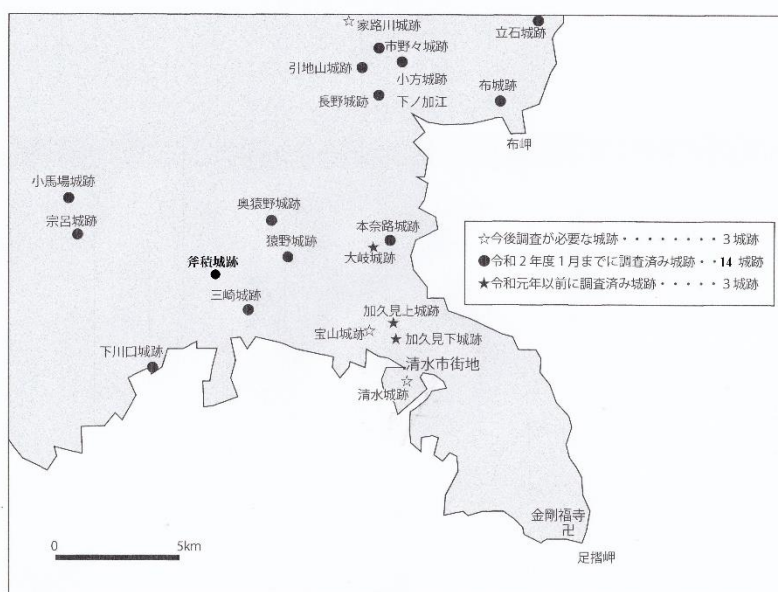 家路川城跡
立石城跡
市野々城跡
引地山城跡
小方城跡
長野城跡
下ノ加江
布城跡
布岬
小馬場城跡
宗呂城跡
奥猿野城跡
本奈路城跡
猿野城跡
大岐城跡
斧積城跡
三崎城跡
加久見上城跡
宝山城跡
加久見下城跡
下川口城跡
清水市街地
清水城跡
☆今後調査が必要な城跡・・・・・・・・3城跡
●令和2年度1月までに調査済み城跡・・14 城跡
★令和元年以前に調査済み城跡・・・・・3城跡
金剛福寺
卍
足摺岬
0 5km